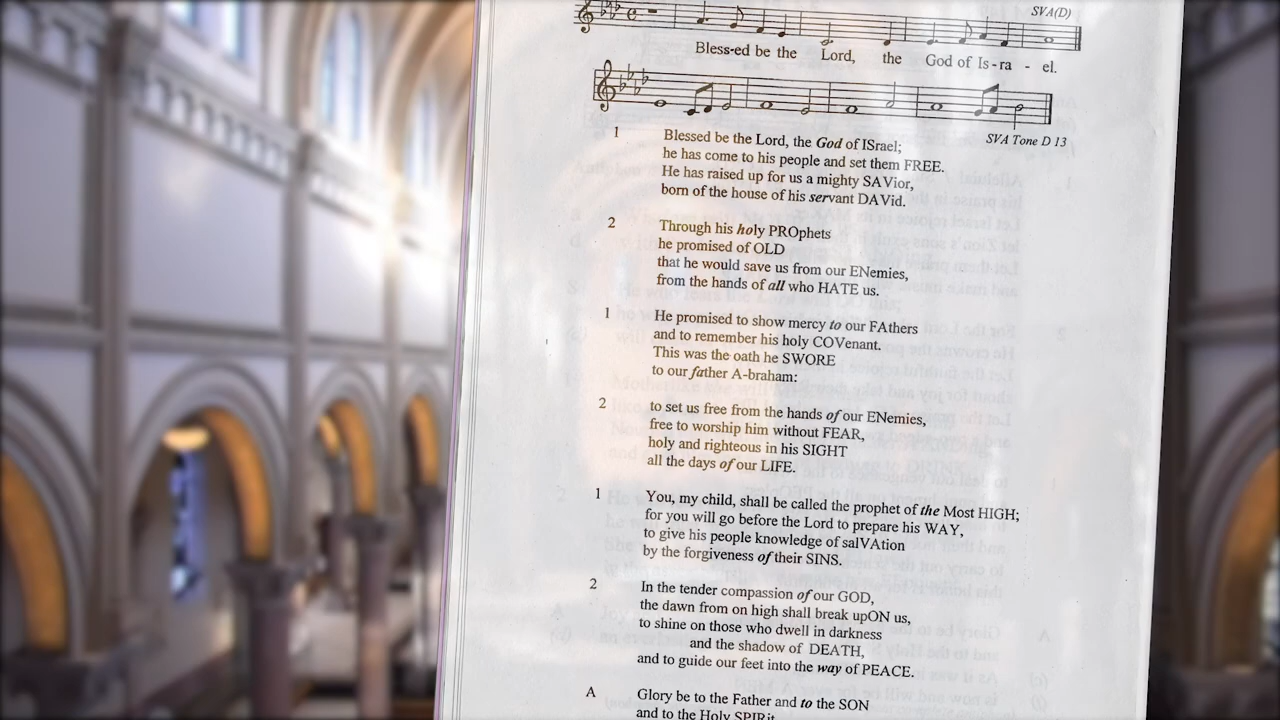 SVA(D)
Bless-ed be the Lord, the God of Is - ra - el.
SVA Tone D 13
1 Blessed be the Lord, the God of ISrael;
he has come to his people and set them FREE.
He has raised up for us a mighty SAVior,
born of the house of his servant DAVid.
2 Through his holy PROphets
he promised of OLD
that he would save us from our ENemies,
from the hands of all who HATE us.
1 He promised to show mercy to our FAthers
and to remember his holy COVenant.
This was the oath he SWORE
to our father A-braham:
2 to set us free from the hands of our ENemies,
free to worship him without FEAR,
holy and righteous in his SIGHT
all the days of our LIFE.
1 You, my child, shall be called the prophet of the Most HIGH;
for you will go before the Lord to prepare his WAY,
to give his people knowledge of salVAtion
by the forgiveness of their SINS.
2 In the tender compassion of our GOD,
the dawn from on high shall break upON us,
to shine on those who dwell in darkness
and the shadow of DEATH,
and to guide our feet into the way of PEACE.
A Glory be to the Father and to the SON
and to the Holy SPIRit